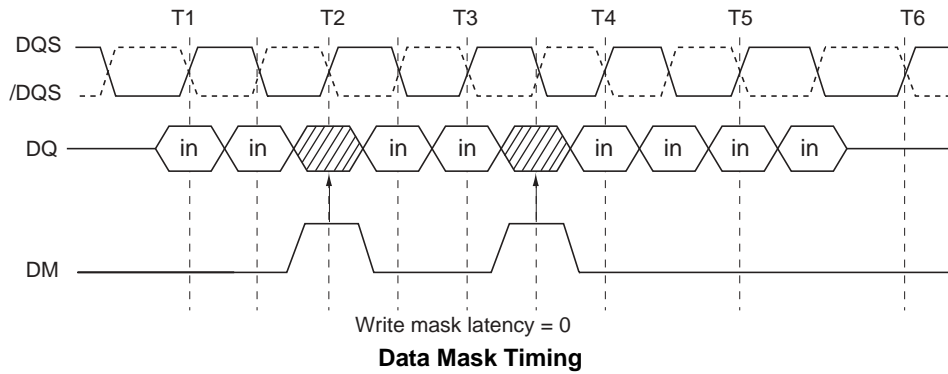 T1 T2 T3 T4 T5 T6
DQS
/DQS
DQ in in in in in in in in
DM
Write mask latency = 0
Data Mask Timing